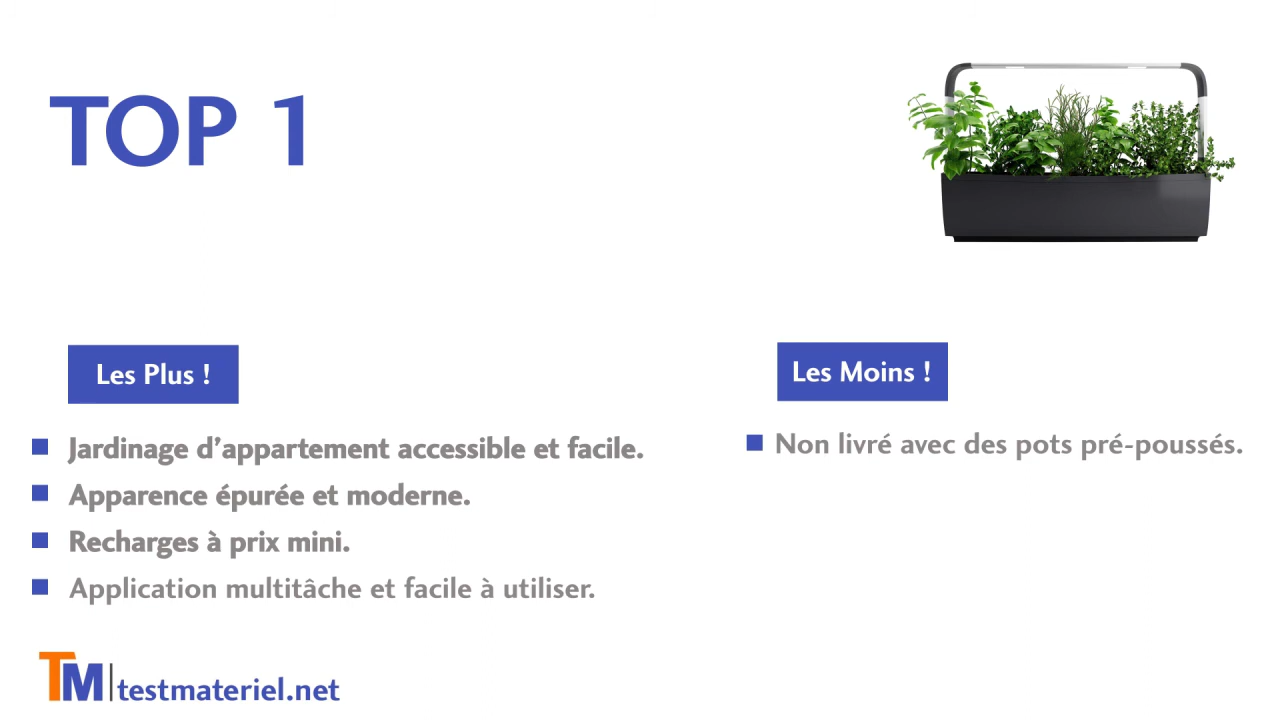 TOP 1
Les Plus !
Jardinage d'appartement accessible et facile.
Apparence épurée et moderne.
Recharges à prix mini.
Application multitâche et facile à utiliser.
Les Moins !
Non livré avec des pots pré-poussés.
TM|testmateriel.net